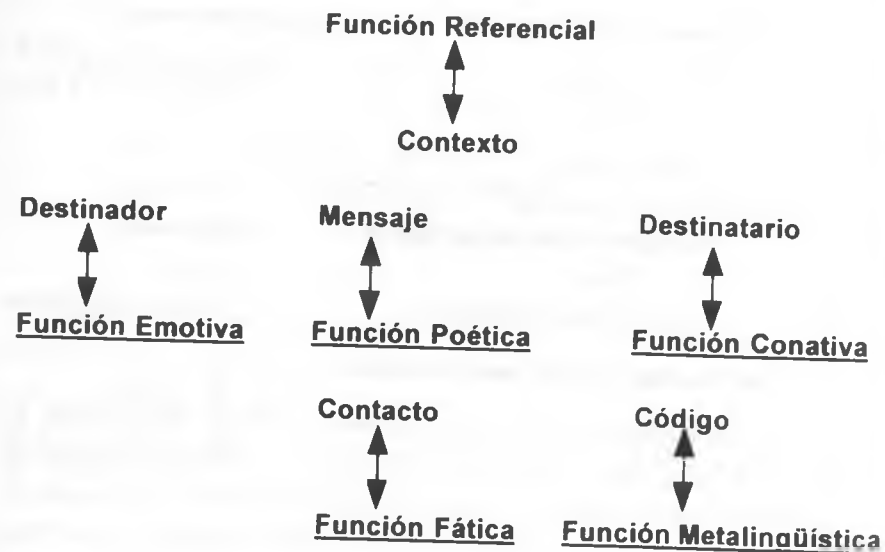 Función Referencial
Contexto
Destinador Mensaje Destinatario
Función Emotiva Función Poética Función Conativa
Contacto Código
Función Fática Función Metalingüística